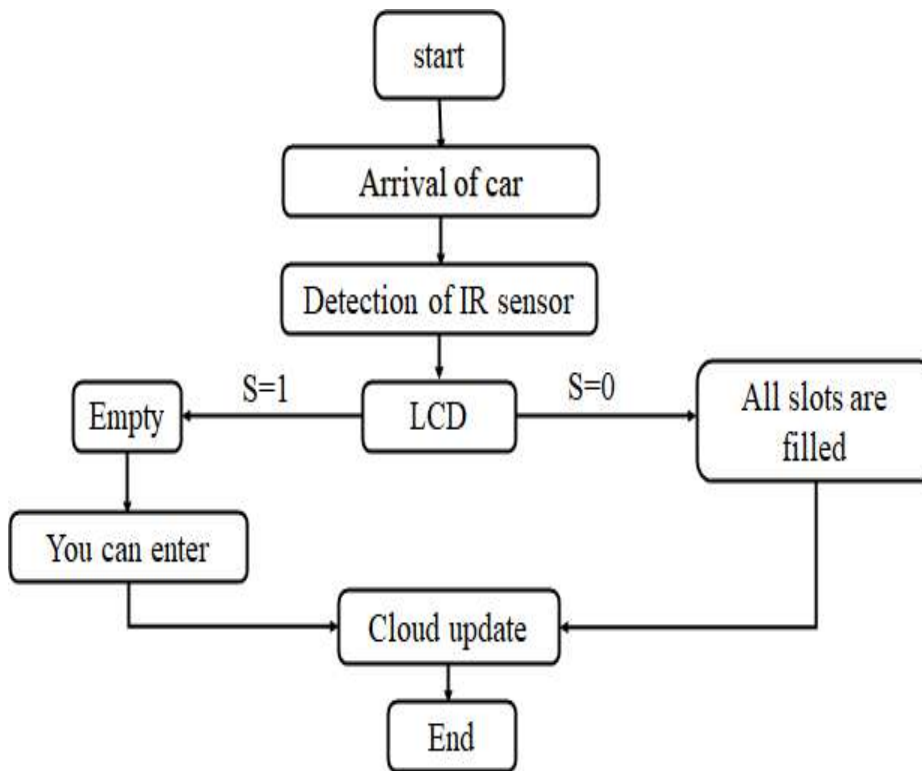 start
Arrival of car
Detection of IR sensor
S=1
S=0
Empty
LCD
All slots are
filled
You can enter
Cloud update
End